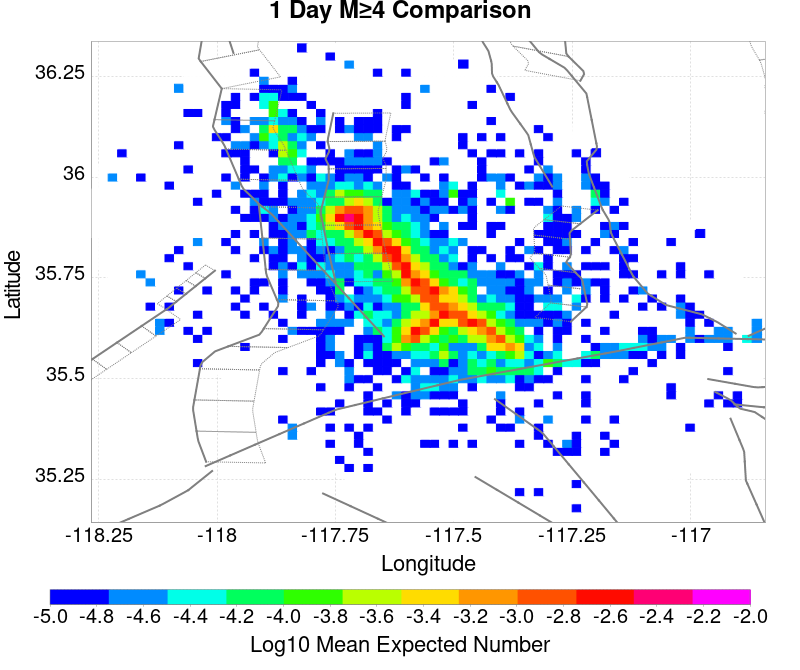 1 Day M≥4 Comparison
36.25
36
35.75
35.5
35.25
Latitude
-118.25 -118 -117.75 -117.5 -117.25 -117
Longitude
-5.0 -4.8 -4.6 -4.4 -4.2 -4.0 -3.8 -3.6 -3.4 -3.2 -3.0 -2.8 -2.6 -2.4 -2.2 -2.0
Log10 Mean Expected Number